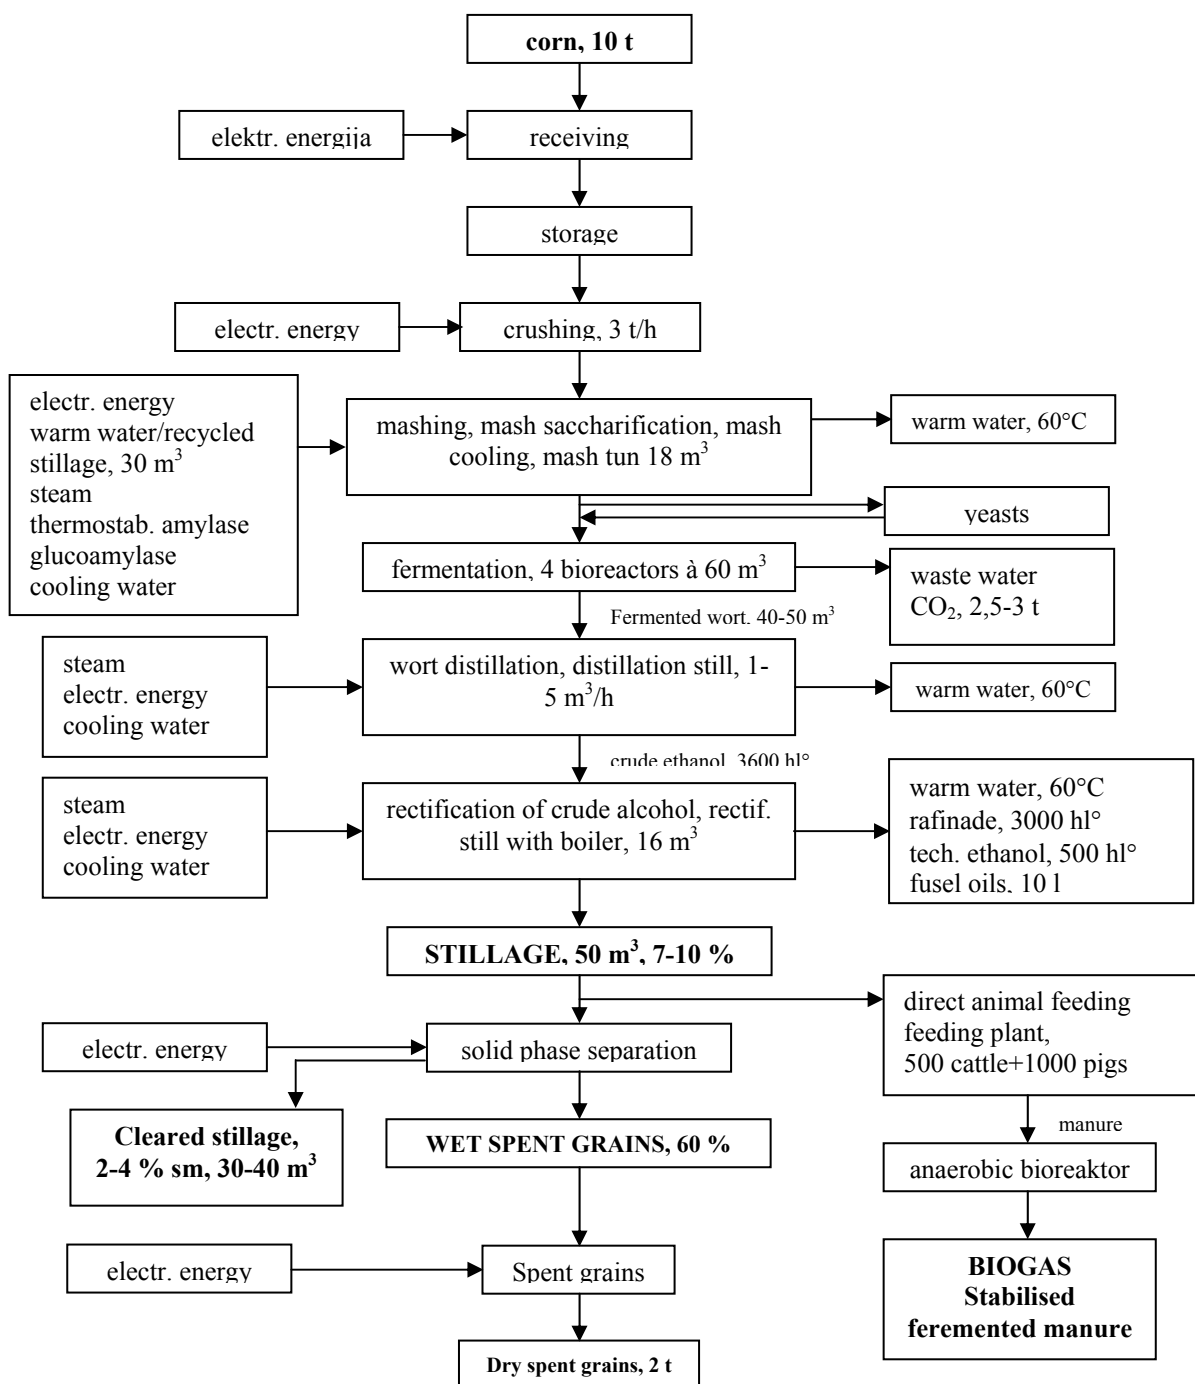 corn, 10 t
elektr. energija
receiving
storage
electr. energy
crushing, 3 t/h
electr. energy
warm water/recycled
stillage, 30 m³
steam
thermostab. amylase
glucoamylase
cooling water
mashing, mash saccharification, mash
cooling, mash tun 18 m³
warm water, 60°C
yeasts
fermentation, 4 bioreactors à 60 m³
waste water
CO₂, 2,5-3 t
Fermented wort. 40-50 m³
steam
electr. energy
cooling water
wort distillation, distillation still, 1-
5 m³/h
warm water, 60°C
crude ethanol, 3600 hl°
steam
electr. energy
cooling water
rectification of crude alcohol, rectif.
still with boiler, 16 m³
warm water, 60°C
rafinade, 3000 hl°
tech. ethanol, 500 hl°
fusel oils, 10 l
STILLAGE, 50 m³, 7-10 %
direct animal feeding
feeding plant,
500 cattle+1000 pigs
electr. energy
solid phase separation
Cleared stillage,
2-4 % sm, 30-40 m³
WET SPENT GRAINS, 60 %
manure
anaerobic bioreaktor
electr. energy
Spent grains
BIOGAS
Stabilised
feremented manure
Dry spent grains, 2 t